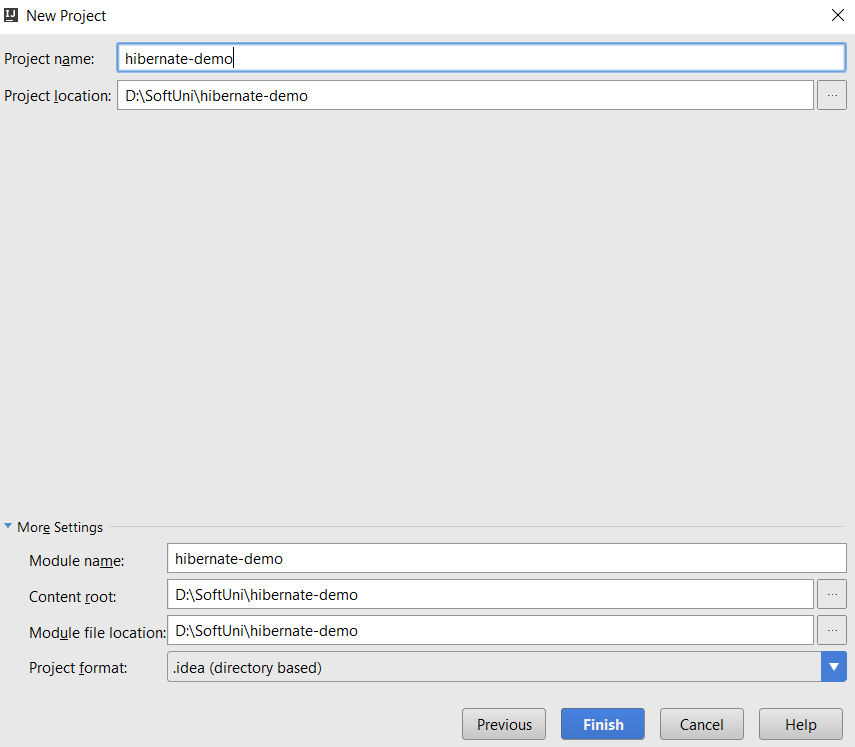 New Project
Project name: hibernate-demo
Project location: D:\SoftUni\hibernate-demo ...
More Settings
Module name: hibernate-demo
Content root: D:\SoftUni\hibernate-demo ...
Module file location: D:\SoftUni\hibernate-demo ...
Project format: .idea (directory based)
Previous Finish Cancel Help